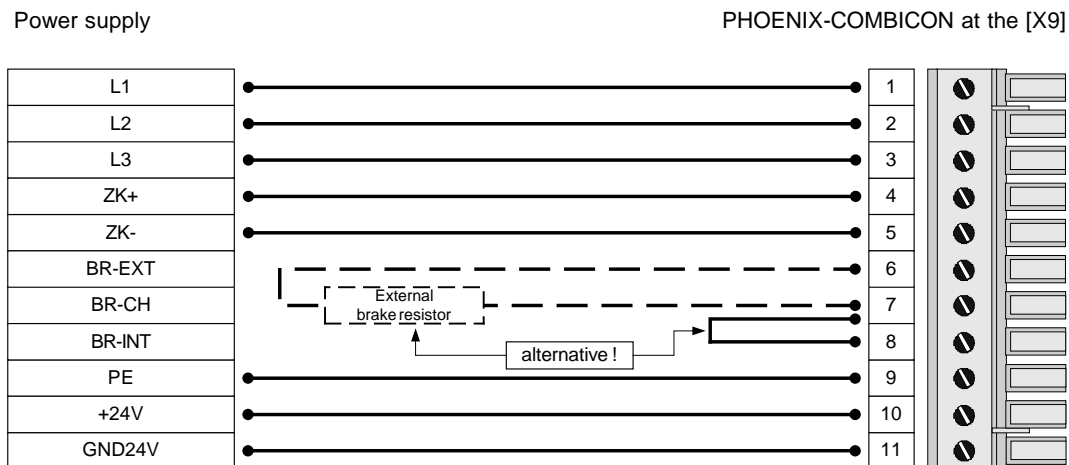 Power supply
PHOENIX-COMBICON at the [X9]
L1
1
L2
2
L3
3
ZK+
4
ZK-
5
BR-EXT
6
BR-CH
External
brake resistor
7
BR-INT
alternative !
8
PE
9
+24V
10
GND24V
11